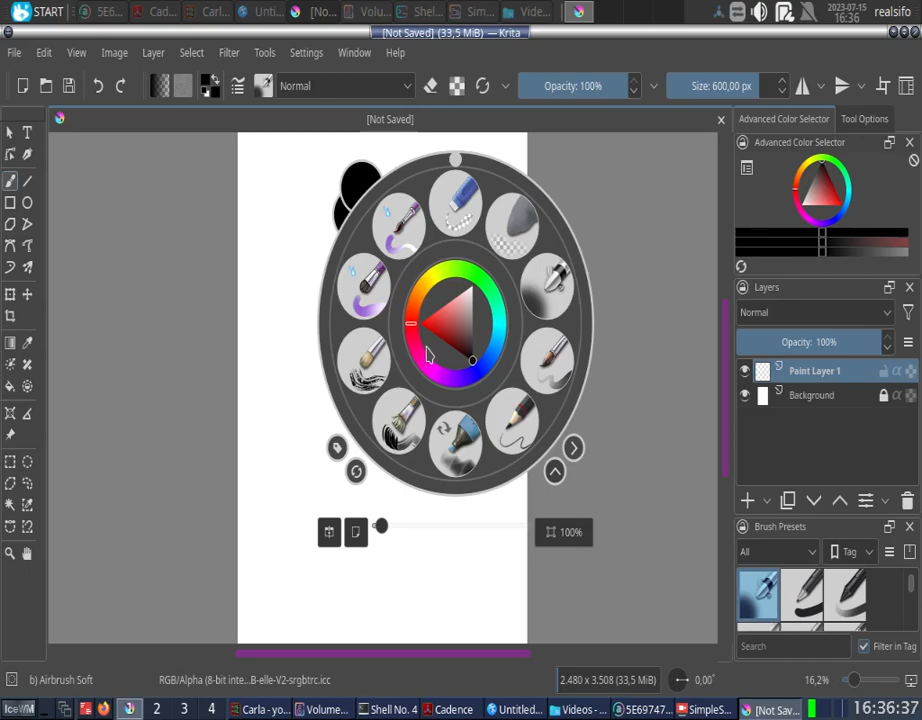 START
5E6
Cad
Carl
Unti
[No
Volu
Shell
Sim
Vide
2023-07-15
16:36
realsifo
[Not Saved] (33,5 MiB) — Krita
File Edit View Image Layer Select Filter Tools Settings Window Help
Normal
Opacity: 100%
Size: 600,00 px
[Not Saved]
Advanced Color Selector
Tool Options
Advanced Color Selector
Layers
Normal
Opacity: 100%
Paint Layer 1
Background
100%
Brush Presets
All
Tag
Search
Filter in Tag
b) Airbrush Soft
RGB/Alpha (8-bit inte...B-elle-V2-srgbtrc.icc
2.480 x 3.508 (33,5 MiB)
0,00°
16,2%
IceWM
2
3
4
Carla - yo
Volume
Shell No. 4
Cadence
Untitled
Videos -
5E69747
SimpleS
[Not Sav
16:36:37